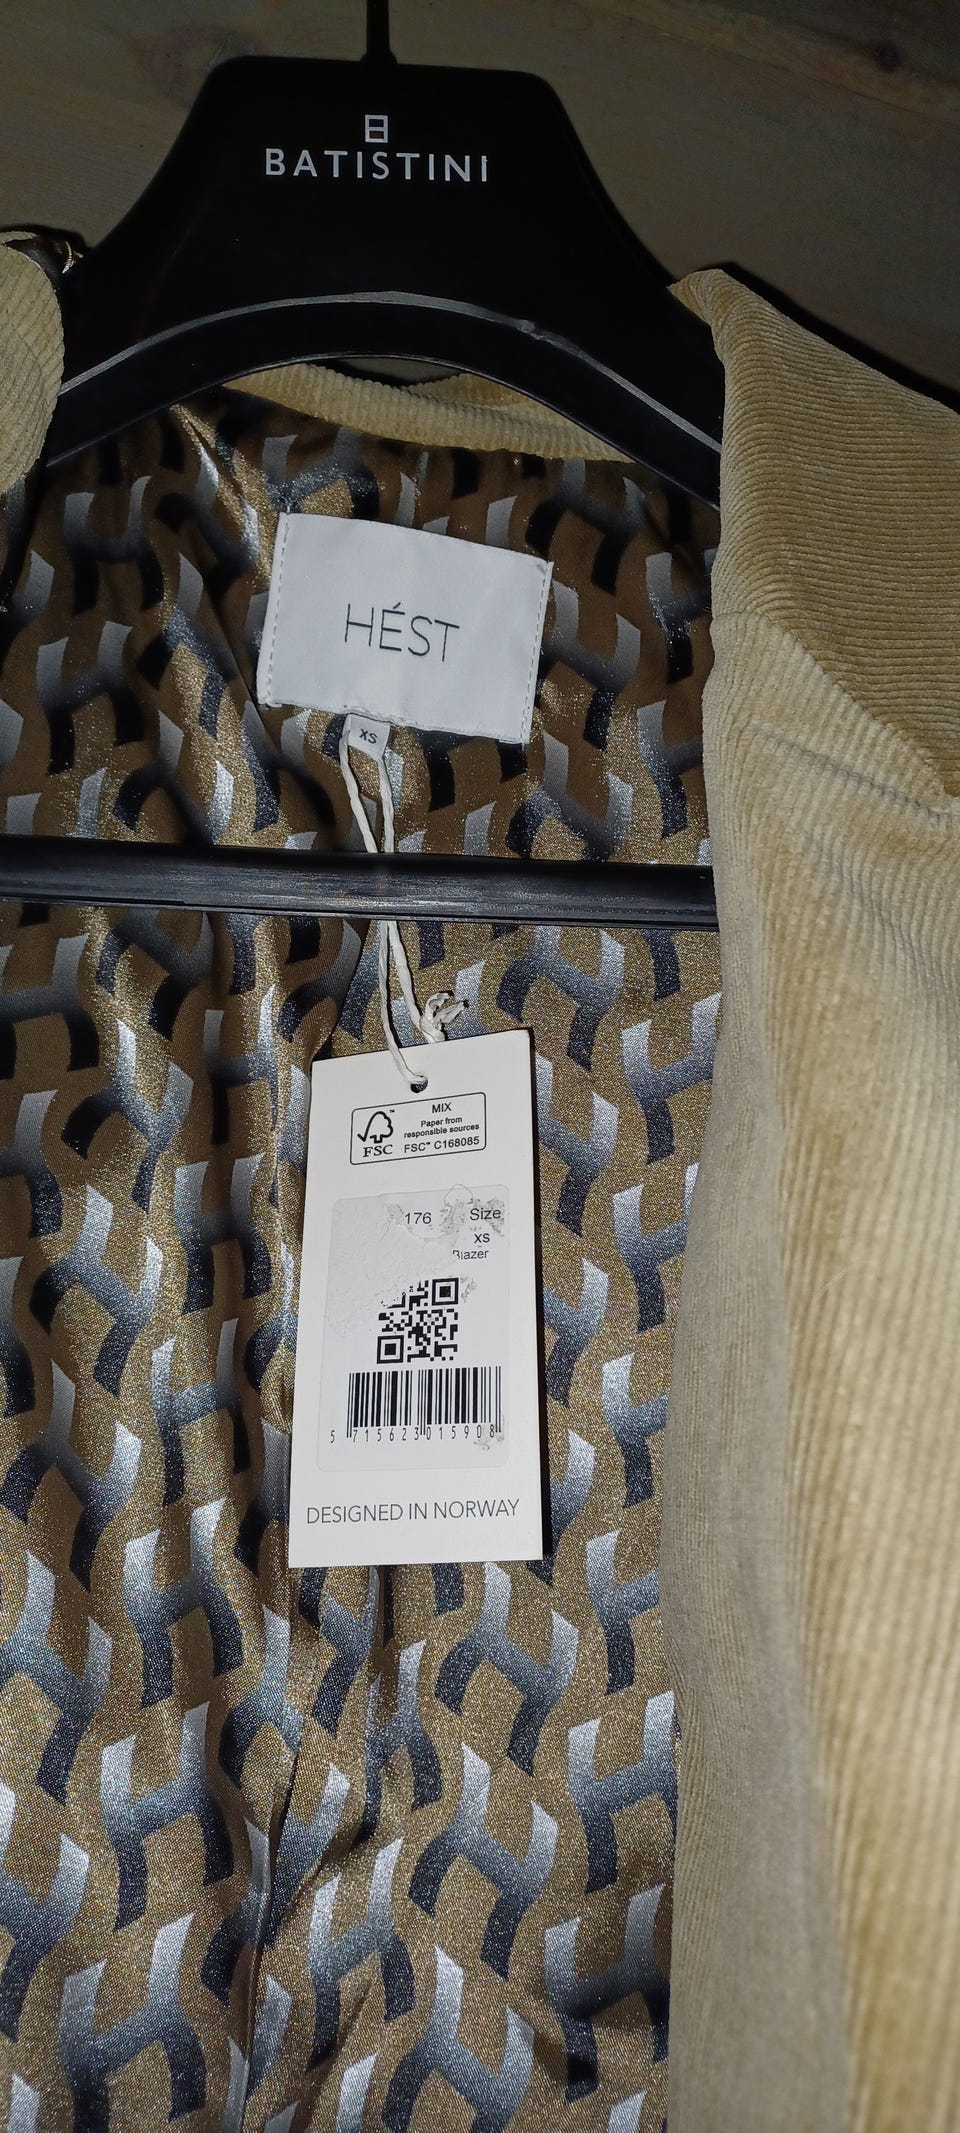 BATISTINI
HÉST
XS
MIX
Paper from
responsible sources
FSC™ C168085
FSC
176 Size
XS
Blazer
5 715623 015908
DESIGNED IN NORWAY